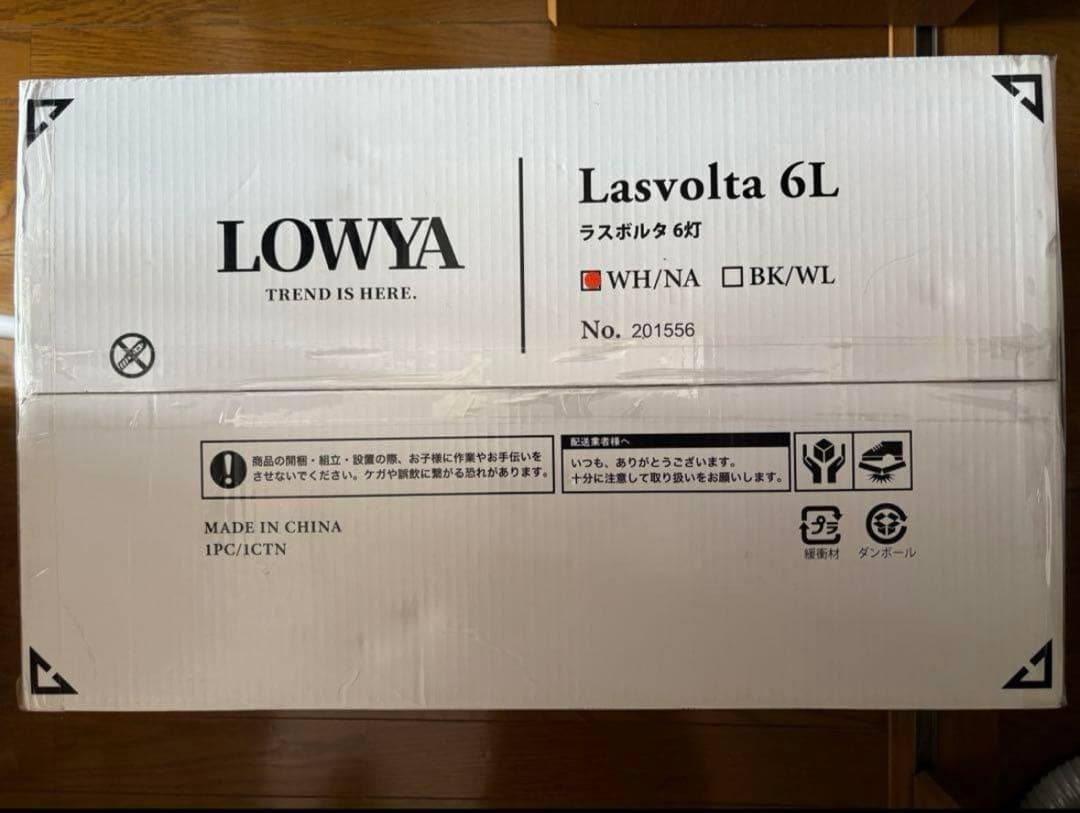 LOWYA
TREND IS HERE.
Lasvolta 6L
ラスボルタ 6灯
WH/NA BK/WL
No. 201556
商品の開梱・組立・設置の際、お子様に作業やお手伝いを
させないでください。ケガや誤飲に繋がる恐れがあります。
配送業者様へ
いつも、ありがとうございます。
十分に注意して取り扱いをお願いします。
MADE IN CHINA
1PC/1CTN
プラ
緩衝材
ダンボール